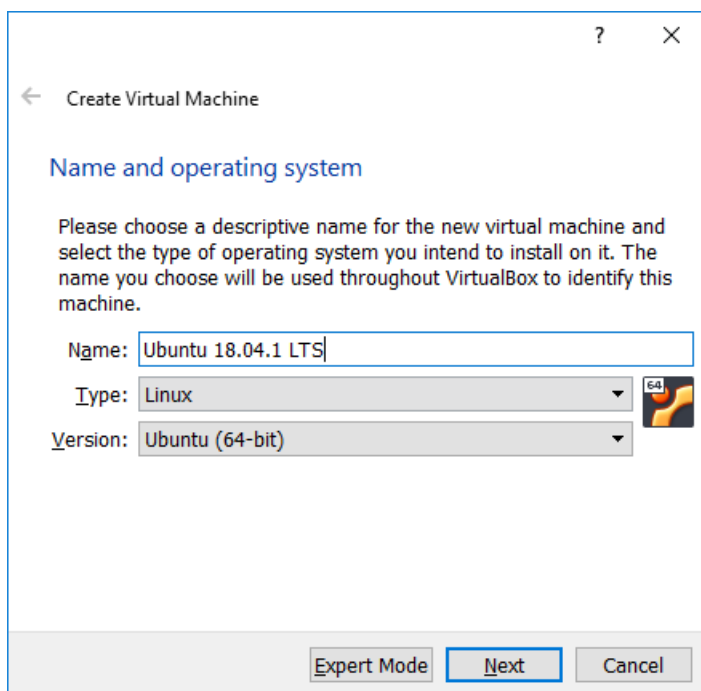 ?
Create Virtual Machine
Name and operating system
Please choose a descriptive name for the new virtual machine and
select the type of operating system you intend to install on it. The
name you choose will be used throughout VirtualBox to identify this
machine.
Name: Ubuntu 18.04.1 LTS
Type: Linux
64
Version: Ubuntu (64-bit)
Expert Mode Next Cancel